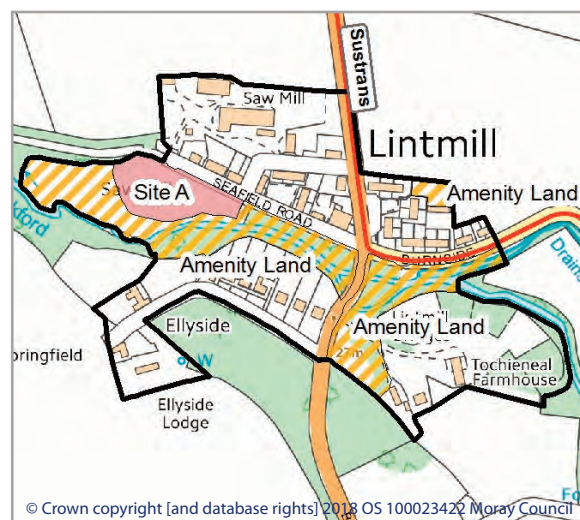 Sustrans
Saw Mill
Lintmill
Amenity Land
Site A
SEAFIELD ROAD
Amenity Land
Drain
Amenity Land
Ellyside
W
Tochieneal
Farmhouse
Ellyside
Lodge
© Crown copyright [and database rights] 2018 OS 100023422 Moray Council